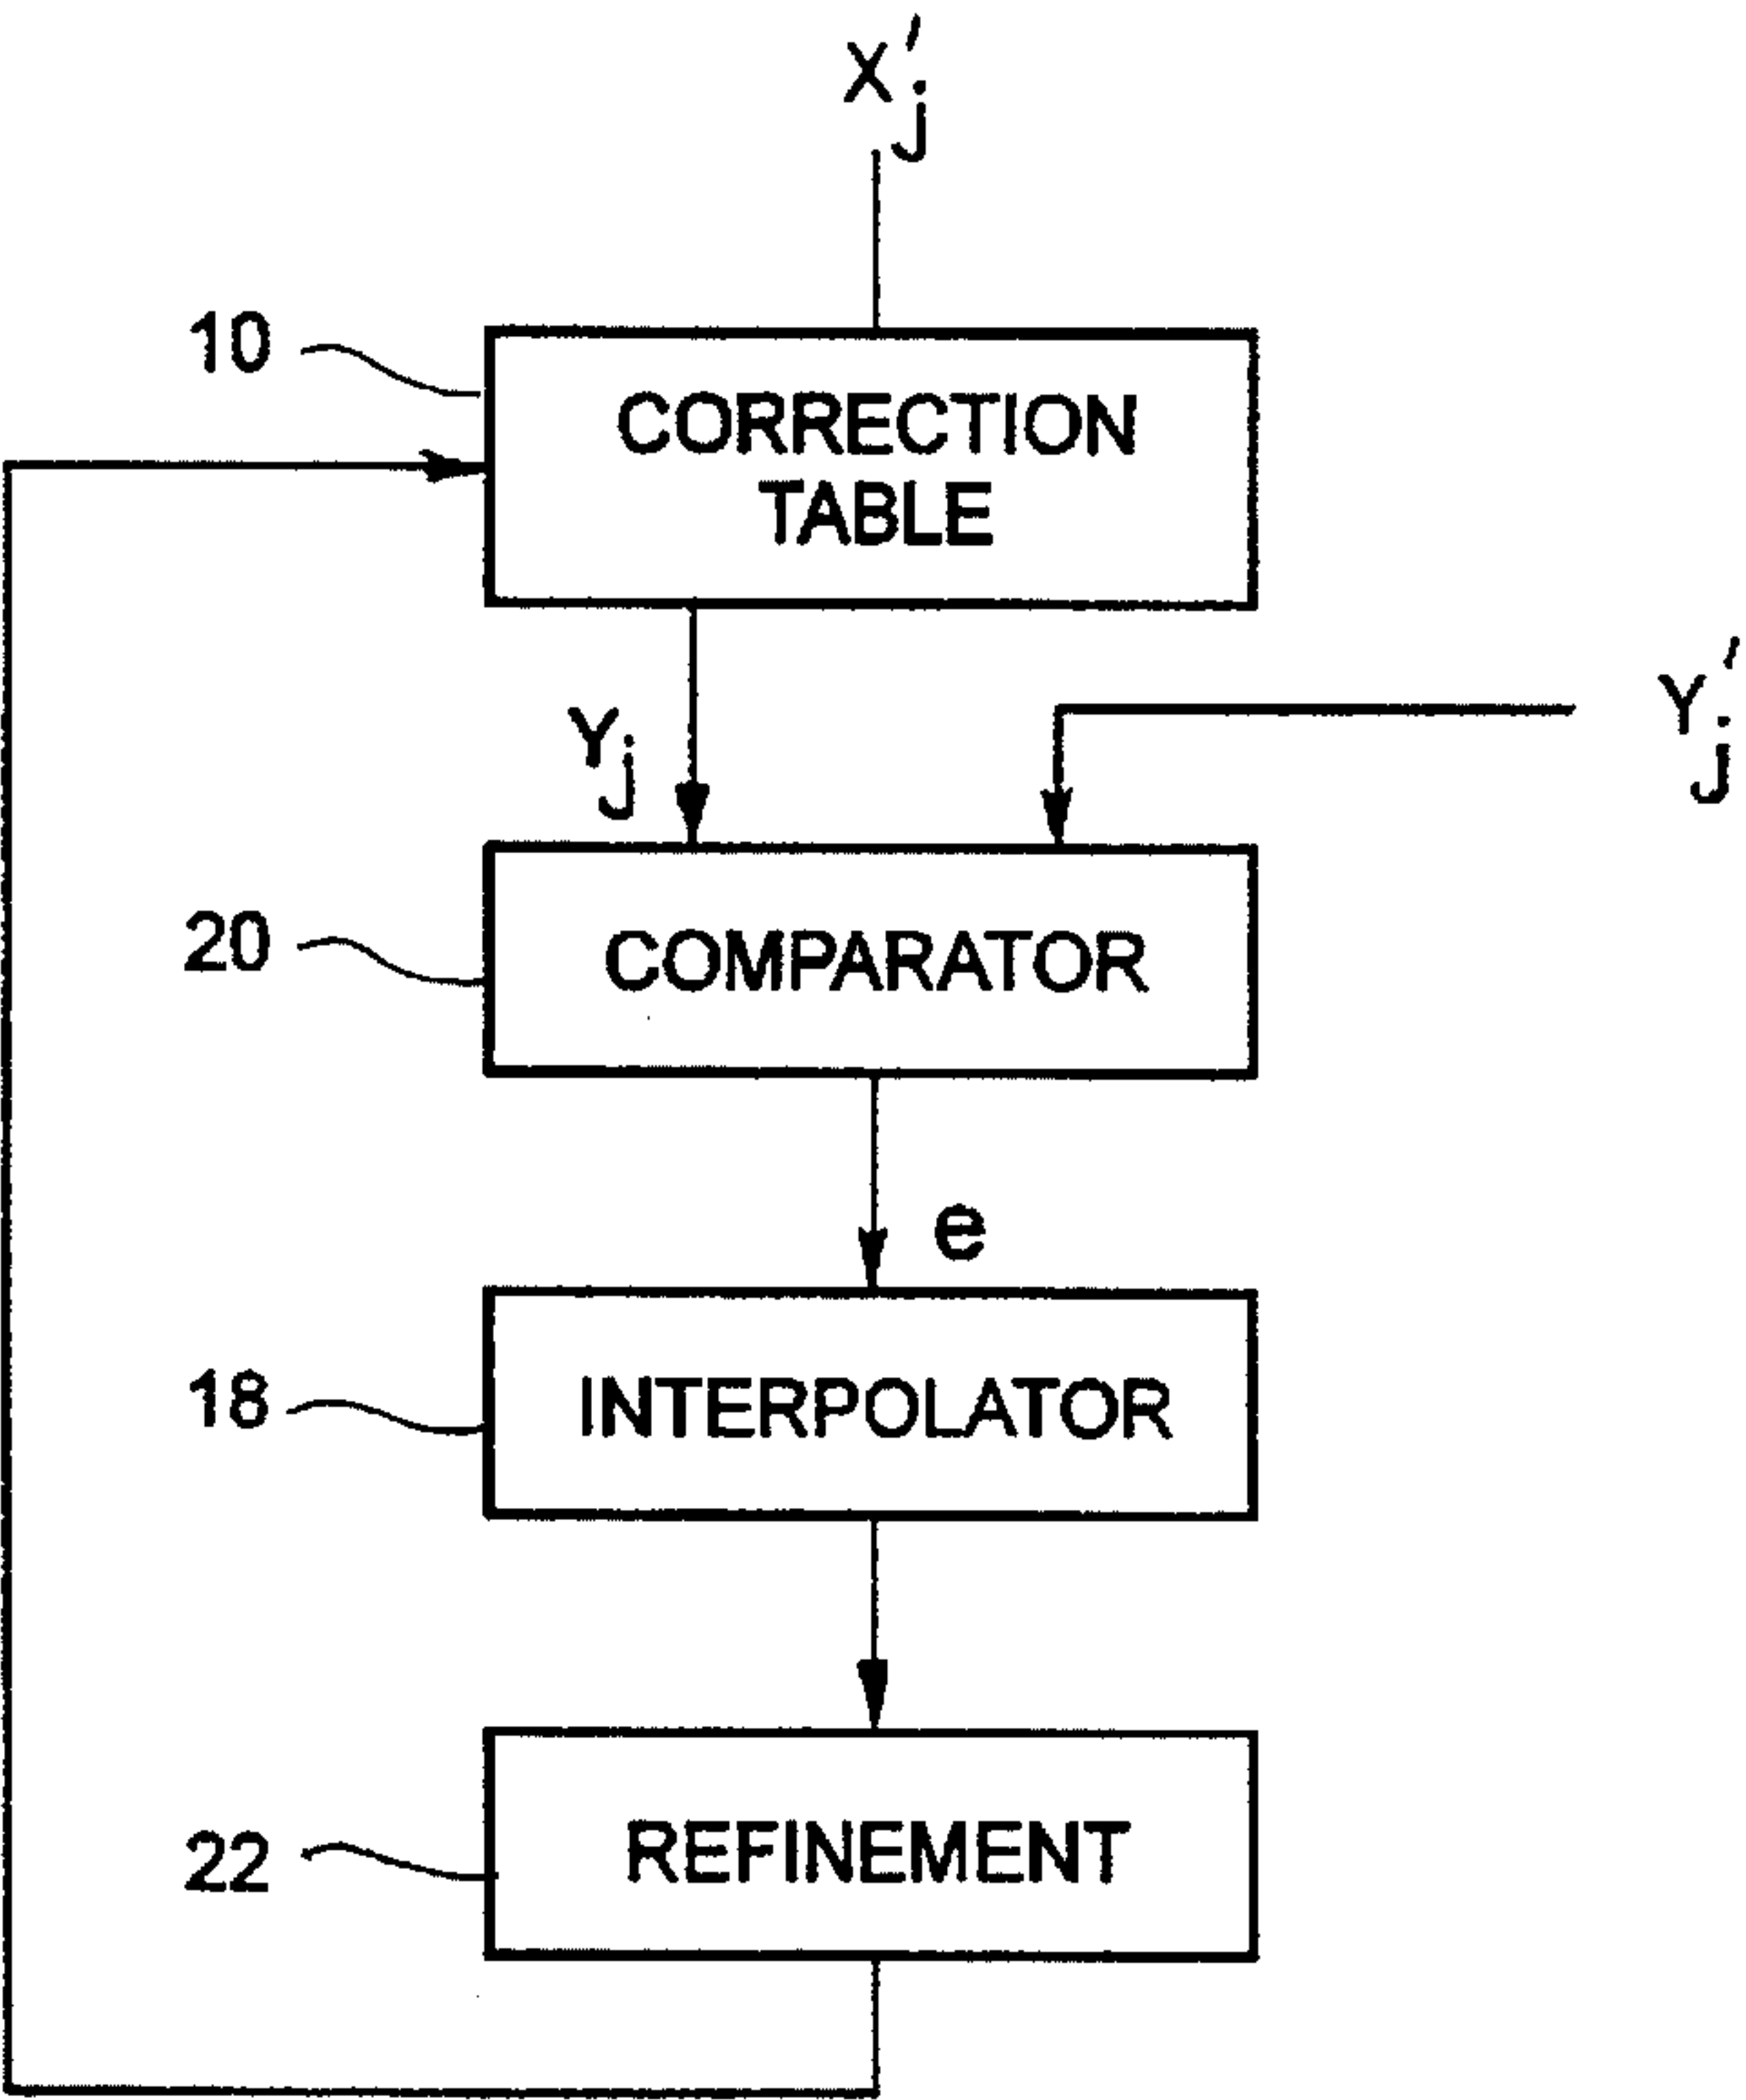 X'j
10
CORRECTION
TABLE
Yj
Y'j
20
COMPARATOR
e
18
INTERPOLATOR
22
REFINEMENT